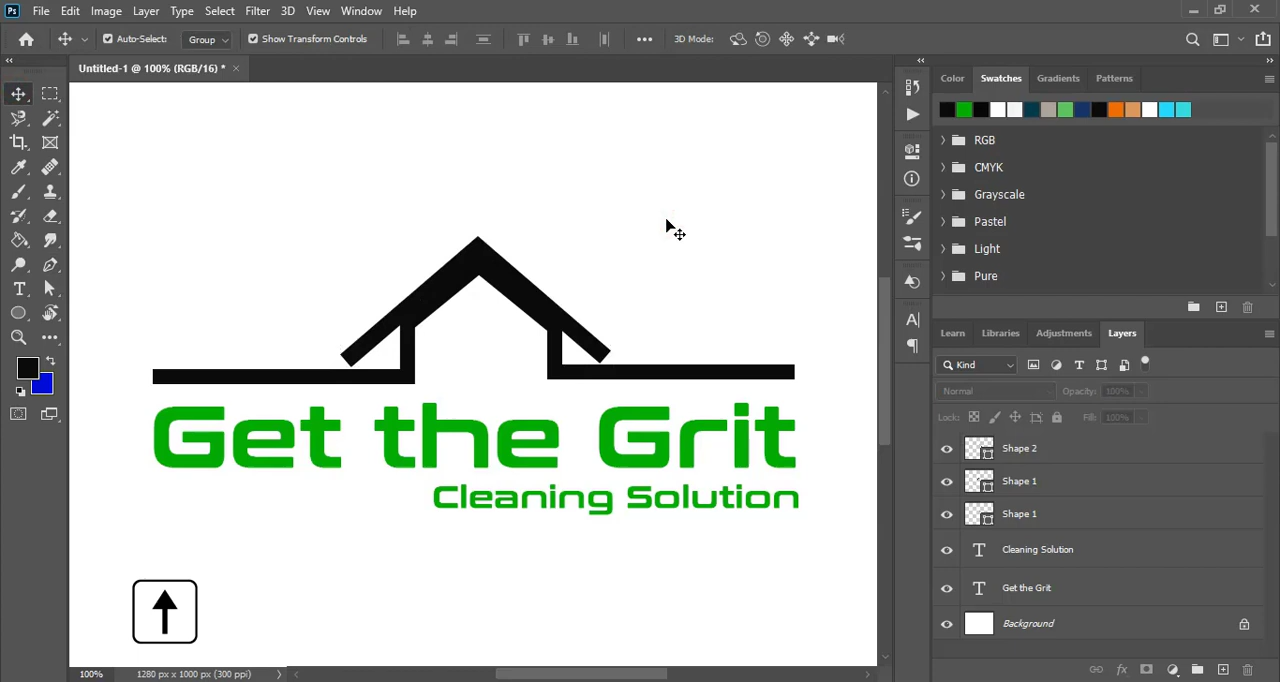 Ps File Edit Image Layer Type Select Filter 3D View Window Help
Auto-Select: Group Show Transform Controls 3D Mode:
Untitled-1 @ 100% (RGB/16) *
Color Swatches Gradients Patterns
RGB
CMYK
Grayscale
Pastel
Light
Pure
Get the Grit
Cleaning Solution
Learn Libraries Adjustments Layers
Kind
Normal Opacity: 100%
Lock: Fill: 100%
Shape 2
Shape 1
Shape 1
Cleaning Solution
Get the Grit
Background
100% 1280 px x 1000 px (300 ppi)